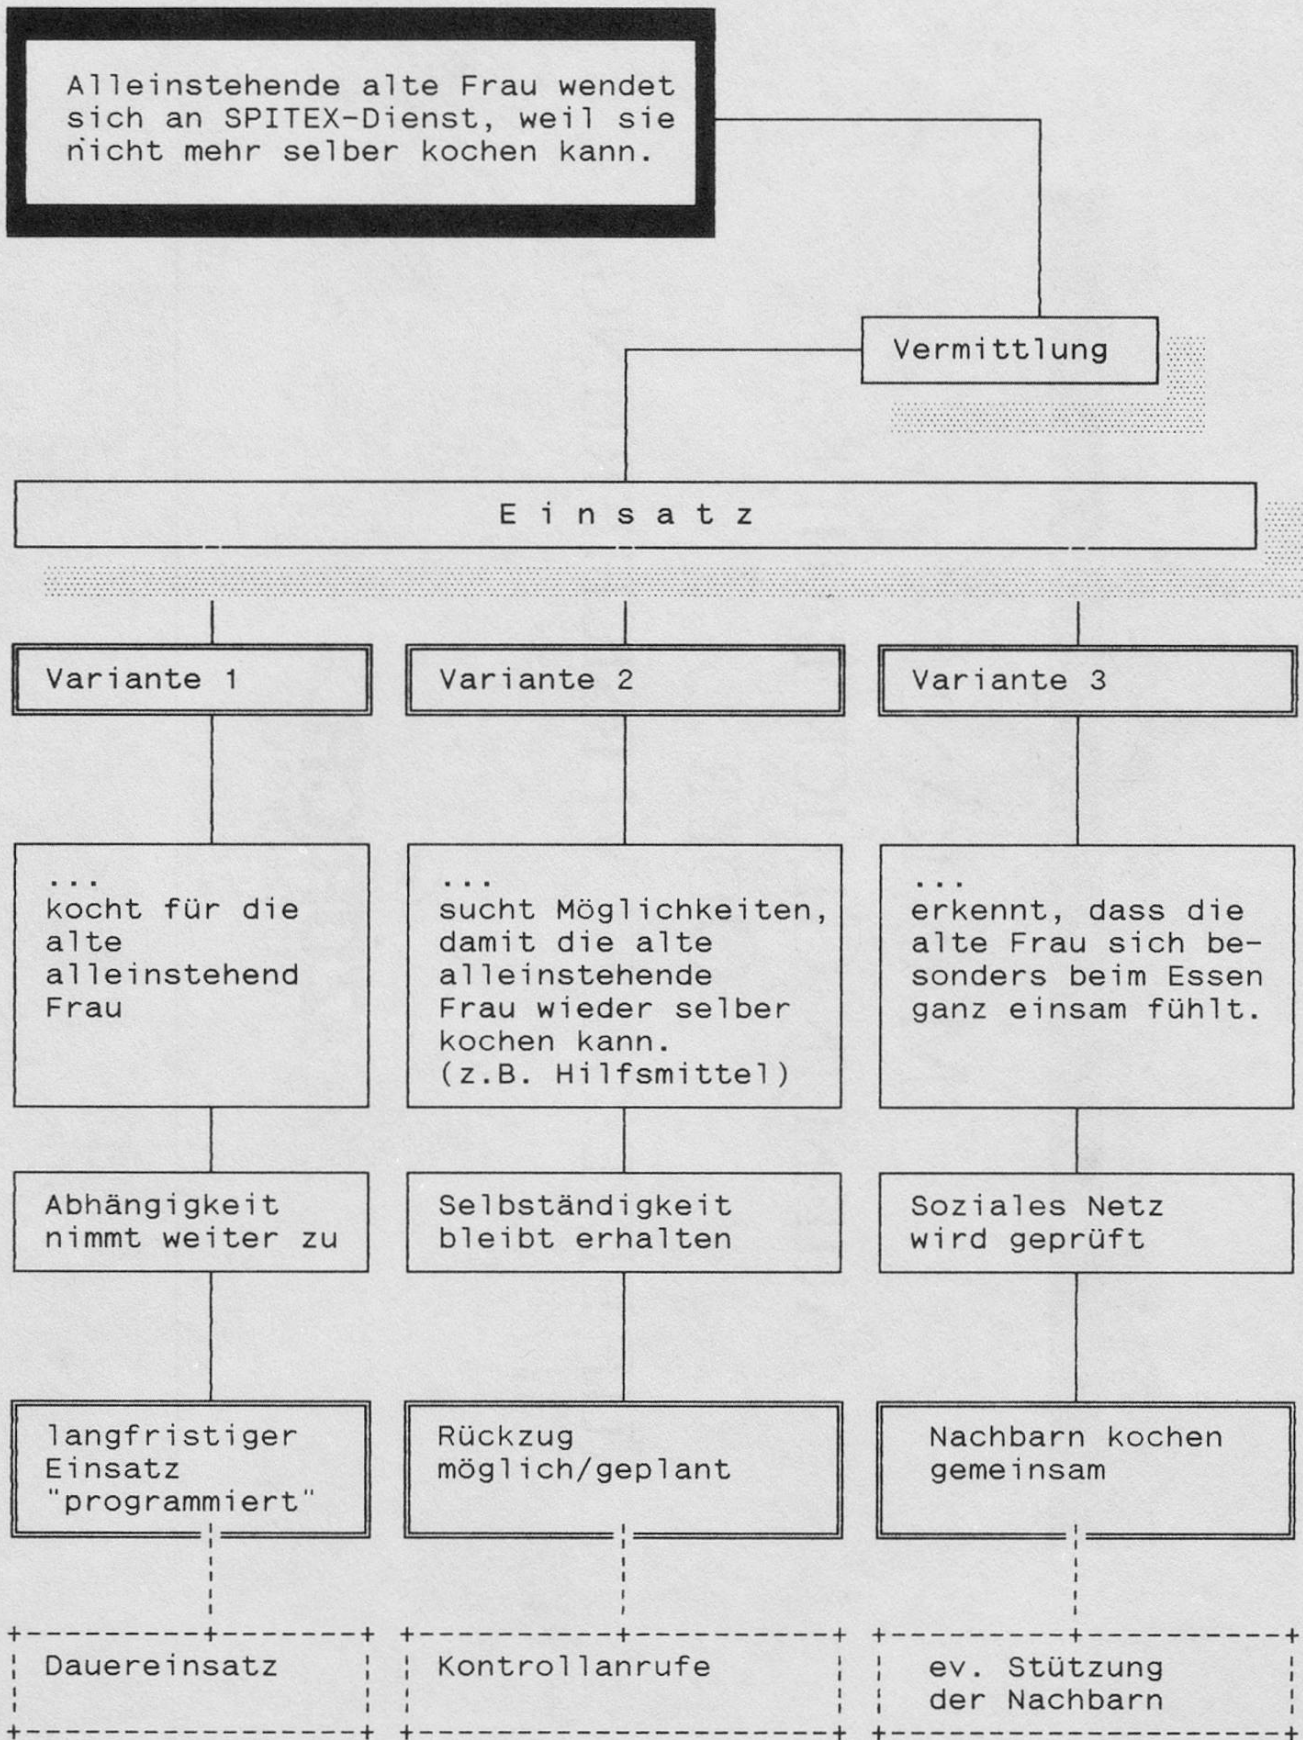 Alleinstehende alte Frau wendet
sich an SPITEX-Dienst, weil sie
nicht mehr selber kochen kann.
Vermittlung
E i n s a t z
Variante 1
...
kocht für die
alte
alleinstehend
Frau
Abhängigkeit
nimmt weiter zu
langfristiger
Einsatz
"programmiert"
Dauereinsatz
Variante 2
...
sucht Möglichkeiten,
damit die alte
alleinstehende
Frau wieder selber
kochen kann.
(z.B. Hilfsmittel)
Selbständigkeit
bleibt erhalten
Rückzug
möglich/geplant
Kontrollanrufe
Variante 3
...
erkennt, dass die
alte Frau sich be-
sonders beim Essen
ganz einsam fühlt.
Soziales Netz
wird geprüft
Nachbarn kochen
gemeinsam
ev. Stützung
der Nachbarn